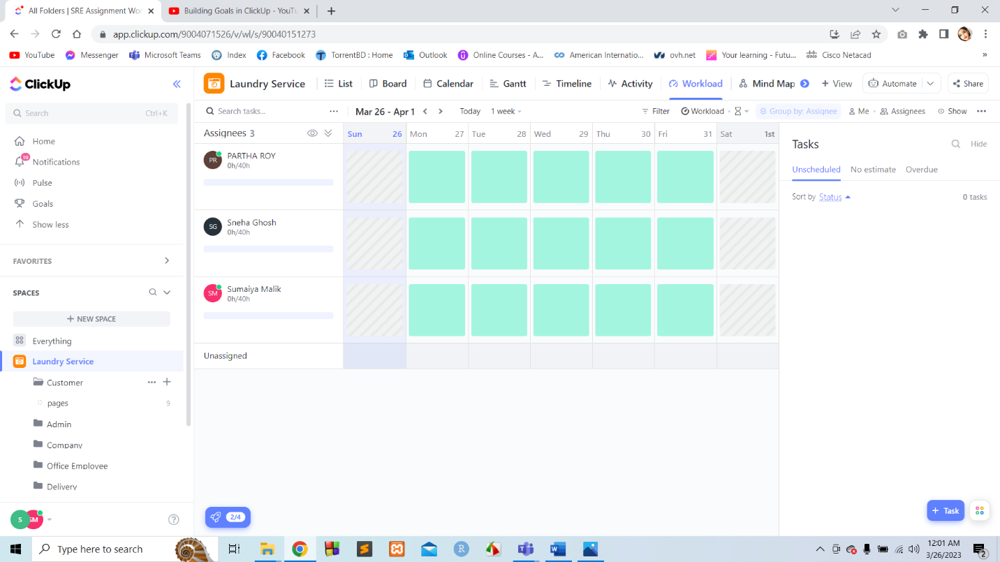 All Folders | SRE Assignment Wo
Building Goals in ClickUp - YouTu
app.clickup.com/9004071526/v/wl/s/90040151273
YouTube Messenger Microsoft Teams Index Facebook TorrentBD : Home Outlook Online Courses - A... American Internatio... ovh.net Your learning - Futu... Cisco Netacad »
ClickUp
Laundry Service List Board Calendar Gantt Timeline Activity Workload Mind Map + View Automate Share
Search Ctrl+K
Search tasks... Mar 26 - Apr 1 Today 1 week Filter Workload Group by: Assignee Me Assignees Show
Home
19
Notifications
Pulse
Goals
Show less
FAVORITES
SPACES
+ NEW SPACE
Everything
Laundry Service
Customer
pages 9
Admin
Company
Office Employee
Delivery
S SM
Assignees 3 Sun 26 Mon 27 Tue 28 Wed 29 Thu 30 Fri 31 Sat 1st
PR PARTHA ROY
0h/40h
SG Sneha Ghosh
0h/40h
SM Sumaiya Malik
0h/40h
Unassigned
2/4
Tasks Hide
Unscheduled No estimate Overdue
Sort by Status 0 tasks
+ Task
Type here to search
R
W
12:01 AM
3/26/2023
2